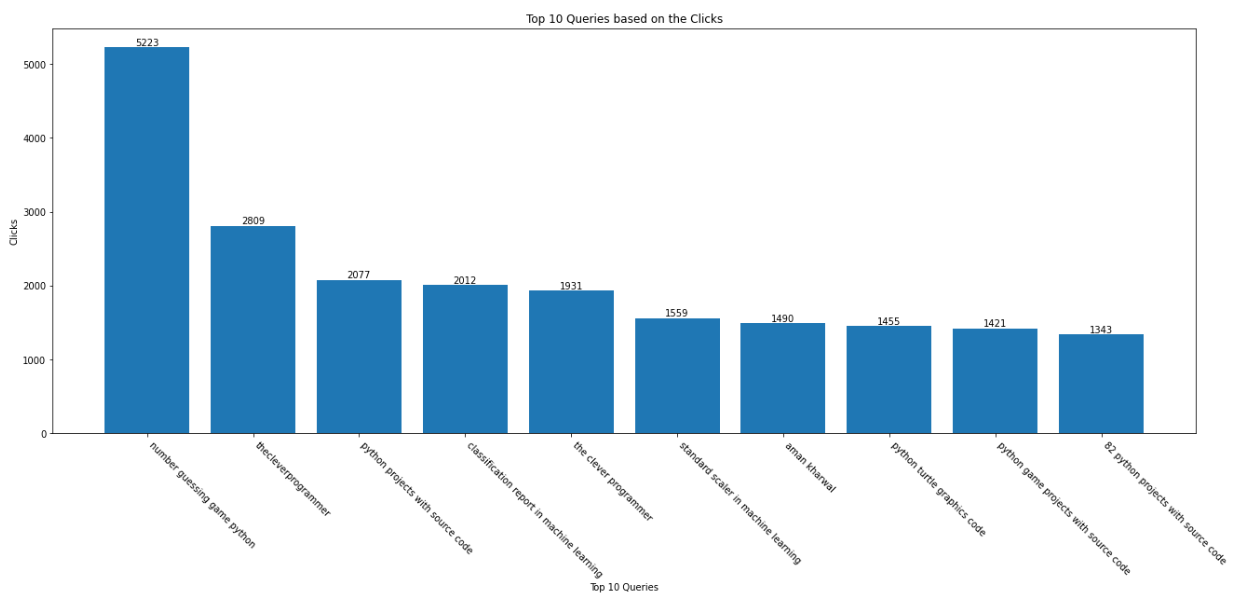 Top 10 Queries based on the Clicks
Clicks
5000
4000
3000
2000
1000
0
5223
2809
2077
2012
1931
1559
1490
1455
1421
1343
number guessing game python
thecleverprogrammer
python projects with source code
classification report in machine learning
the clever programmer
standard scaler in machine learning
aman kharwal
python turtle graphics code
python game projects with source code
82 python projects with source code
Top 10 Queries